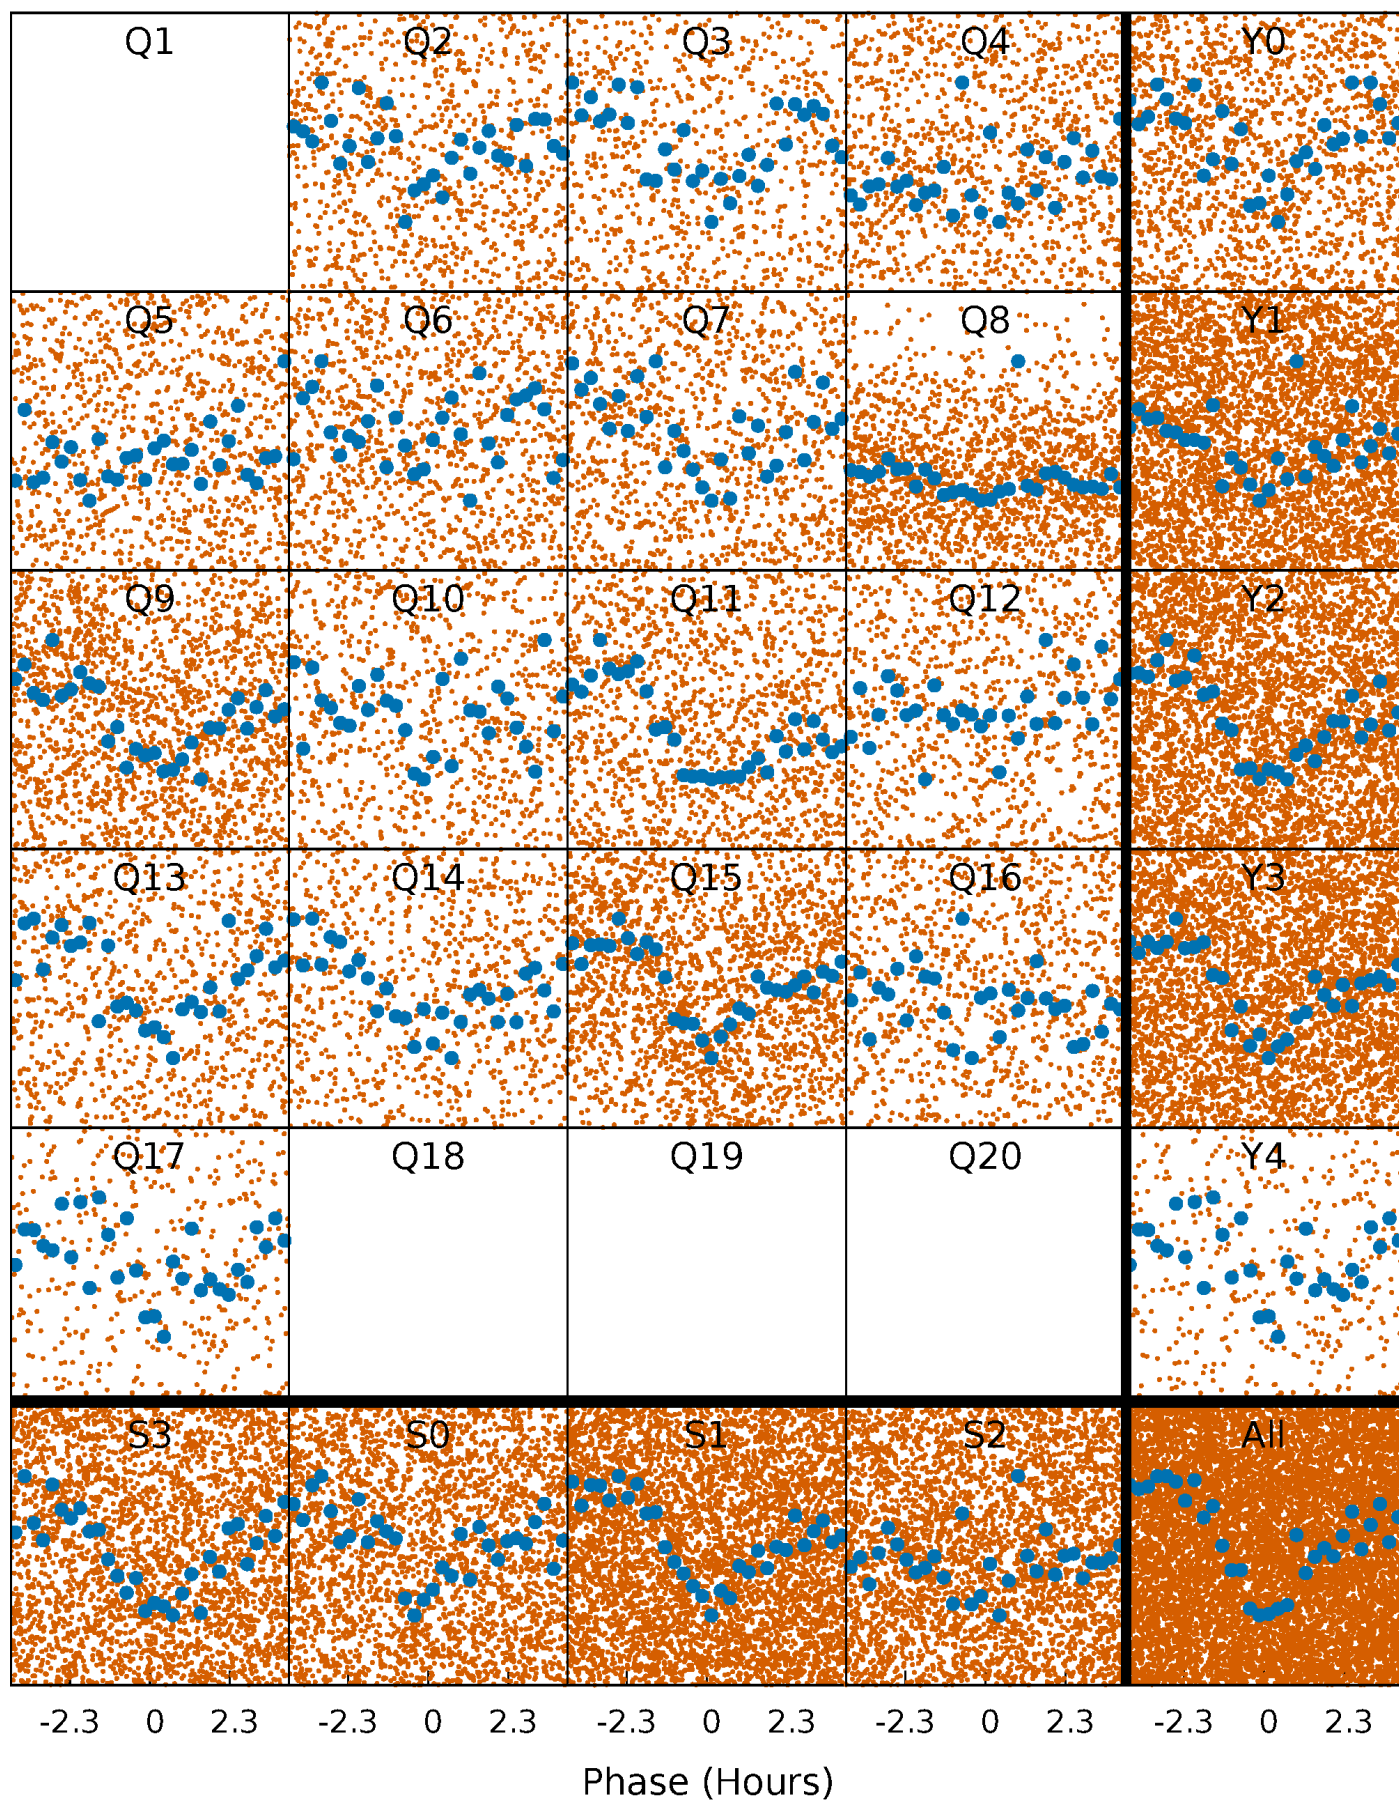 Q1 Q2 Q3 Q4 Y0
Q5 Q6 Q7 Q8 Y1
Q9 Q10 Q11 Q12 Y2
Q13 Q14 Q15 Q16 Y3
Q17 Q18 Q19 Q20 Y4
S3 S0 S1 S2 All
-2.3 0 2.3 -2.3 0 2.3 -2.3 0 2.3 -2.3 0 2.3 -2.3 0 2.3
Phase (Hours)